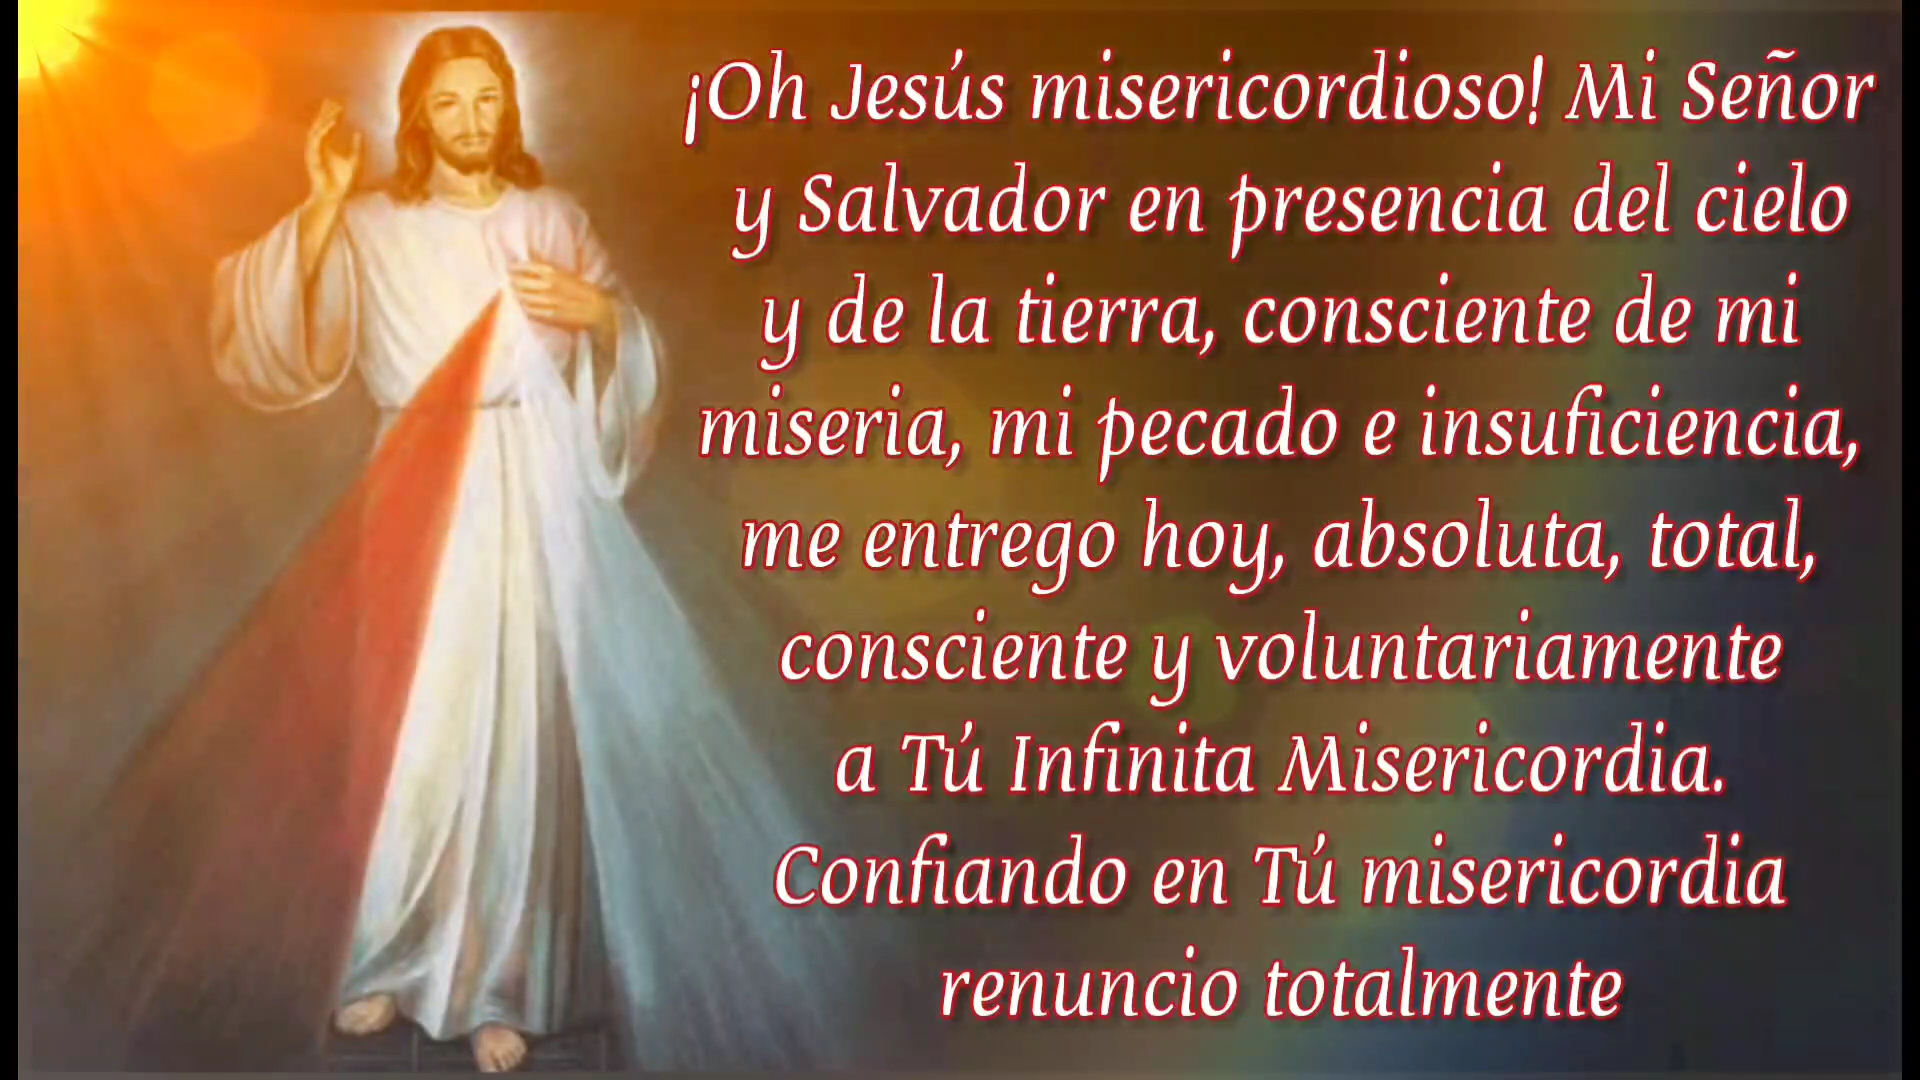 ¡Oh Jesús misericordioso! Mi Señor
y Salvador en presencia del cielo
y de la tierra, consciente de mi
miseria, mi pecado e insuficiencia,
me entrego hoy, absoluta, total,
consciente y voluntariamente
a Tú Infinita Misericordia.
Confiando en Tú misericordia
renuncio totalmente